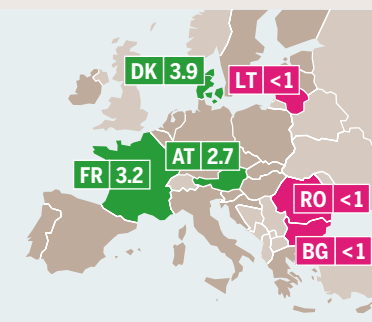 DK 3.9
LT <1
AT 2.7
FR 3.2
RO <1
BG <1